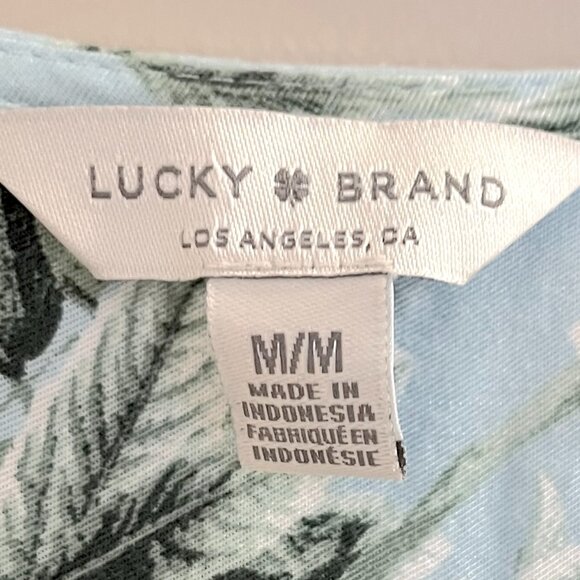 LUCKY BRAND
LOS ANGELES, CA
M/M
MADE IN
INDONESIA
FABRIQUÉ EN
INDONÉSIE